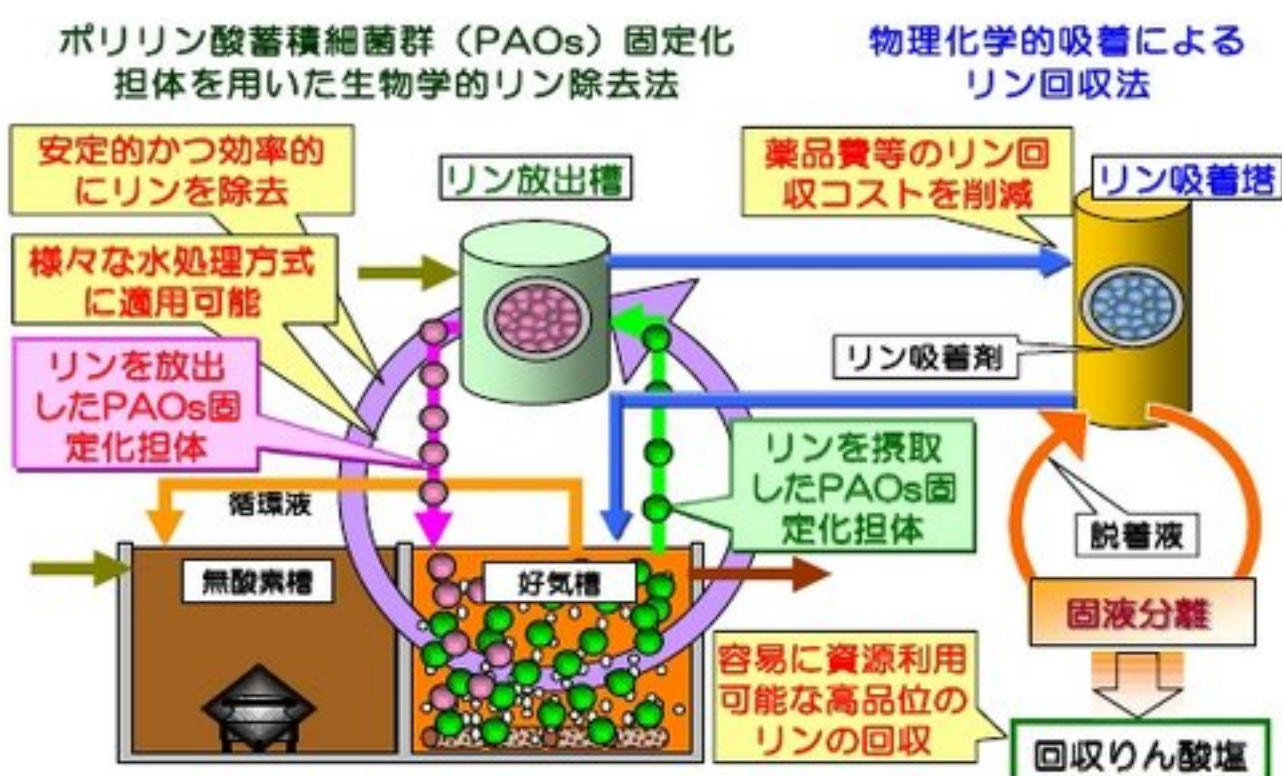 ポリリン酸蓄積細菌群（PAOs）固定化
担体を用いた生物学的リン除去法
物理化学的吸着による
リン回収法
安定的かつ効率的
にリンを除去
リン放出槽
薬品費等のリン回
収コストを削減
リン吸着塔
様々な水処理方式
に適用可能
リンを放出
したPAOs固
定化担体
リン吸着剤
リンを摂取
したPAOs固
定化担体
循環液
脱着液
無酸素槽
好気槽
固液分離
容易に資源利用
可能な高品位の
リンの回収
回収りん酸塩